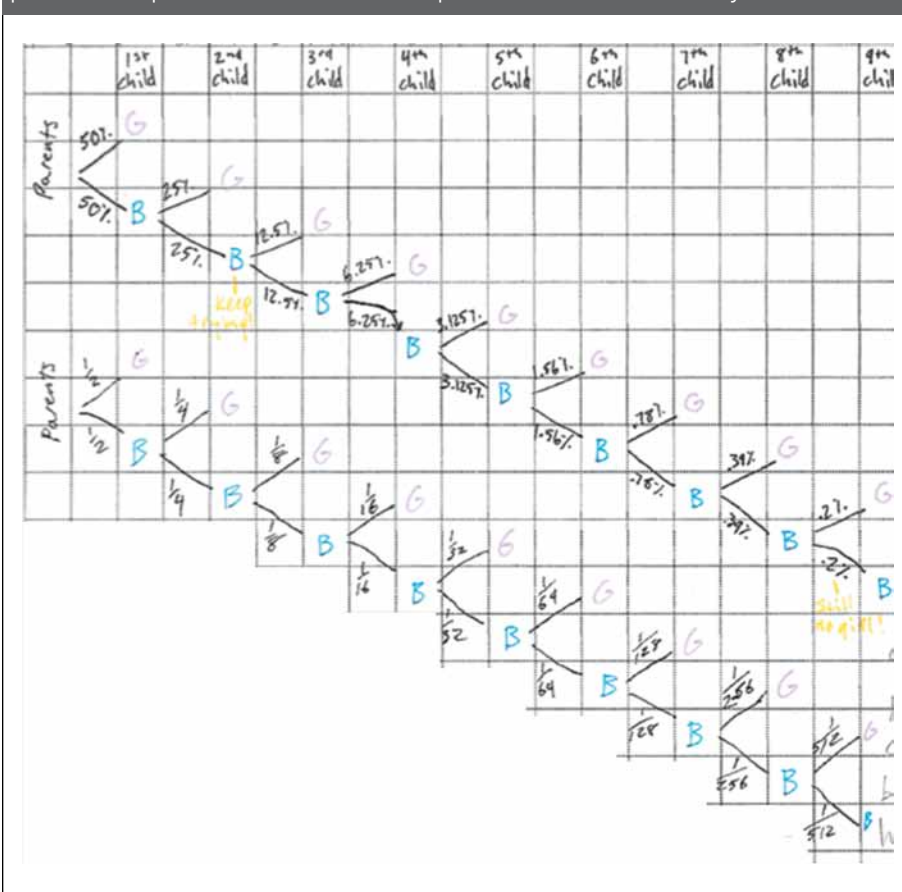 1st child
2nd child
3rd child
4th child
5th child
6th child
7th child
8th child
9th chil
Parents
50%. G
50%. B
25%. G
25%. B
keep trying!
12.5%. G
12.5%. B
6.25%. G
6.25%. B
3.125%. G
3.125%. B
1.56%. G
1.56%. B
.78%. G
.78%. B
.39%. G
.39%. B
.2%. G
.2%. B
still no girl!
Parents
1/2 G
1/2 B
1/4 G
1/4 B
1/8 G
1/8 B
1/16 G
1/16 B
1/32 G
1/32 B
1/64 G
1/64 B
1/128 G
1/128 B
1/256 G
1/256 B
1/512 G
1/512 B